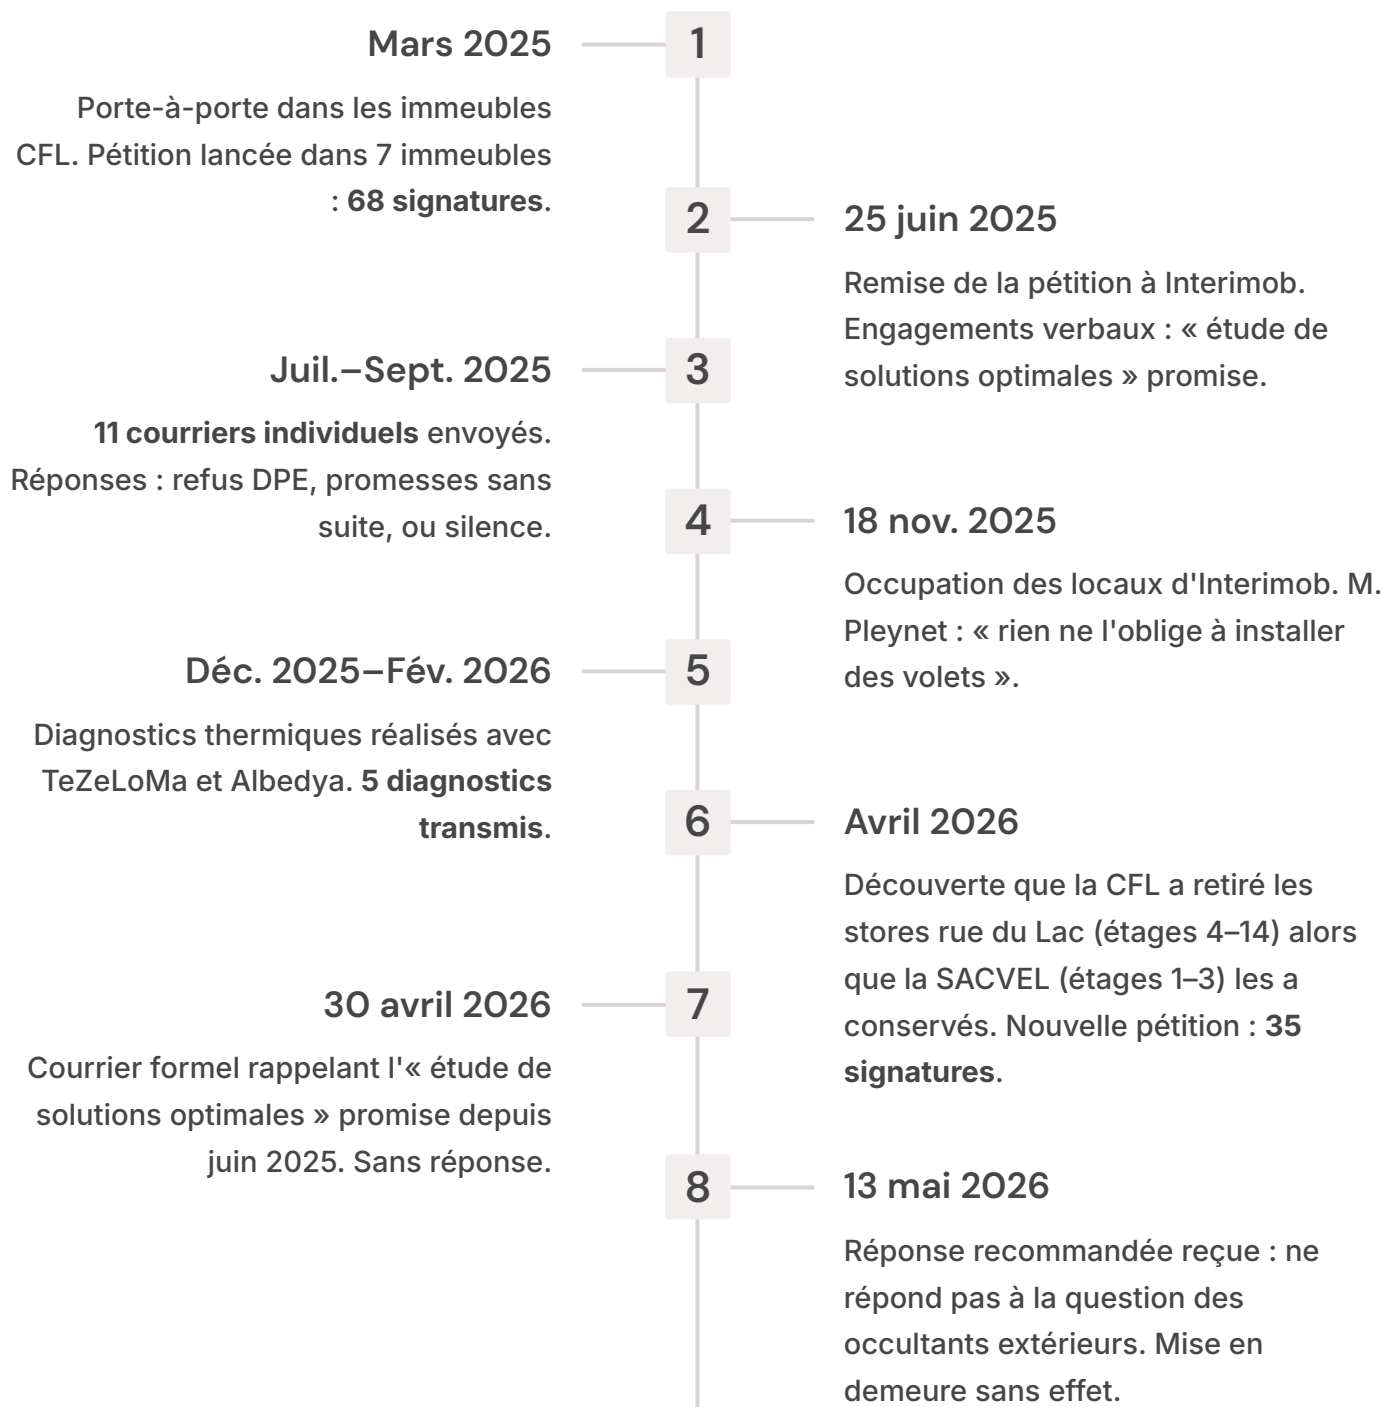 1
Mars 2025
Porte-à-porte dans les immeubles
CFL. Pétition lancée dans 7 immeubles
: 68 signatures.
2
25 juin 2025
Remise de la pétition à Interimob.
Engagements verbaux : « étude de
solutions optimales » promise.
3
Juil.–Sept. 2025
11 courriers individuels envoyés.
Réponses : refus DPE, promesses sans
suite, ou silence.
4
18 nov. 2025
Occupation des locaux d'Interimob. M.
Pleynet : « rien ne l'oblige à installer
des volets ».
5
Déc. 2025–Fév. 2026
Diagnostics thermiques réalisés avec
TeZeLoMa et Albedya. 5 diagnostics
transmis.
6
Avril 2026
Découverte que la CFL a retiré les
stores rue du Lac (étages 4–14) alors
que la SACVEL (étages 1–3) les a
conservés. Nouvelle pétition : 35
signatures.
7
30 avril 2026
Courrier formel rappelant l'« étude de
solutions optimales » promise depuis
juin 2025. Sans réponse.
8
13 mai 2026
Réponse recommandée reçue : ne
répond pas à la question des
occultants extérieurs. Mise en
demeure sans effet.